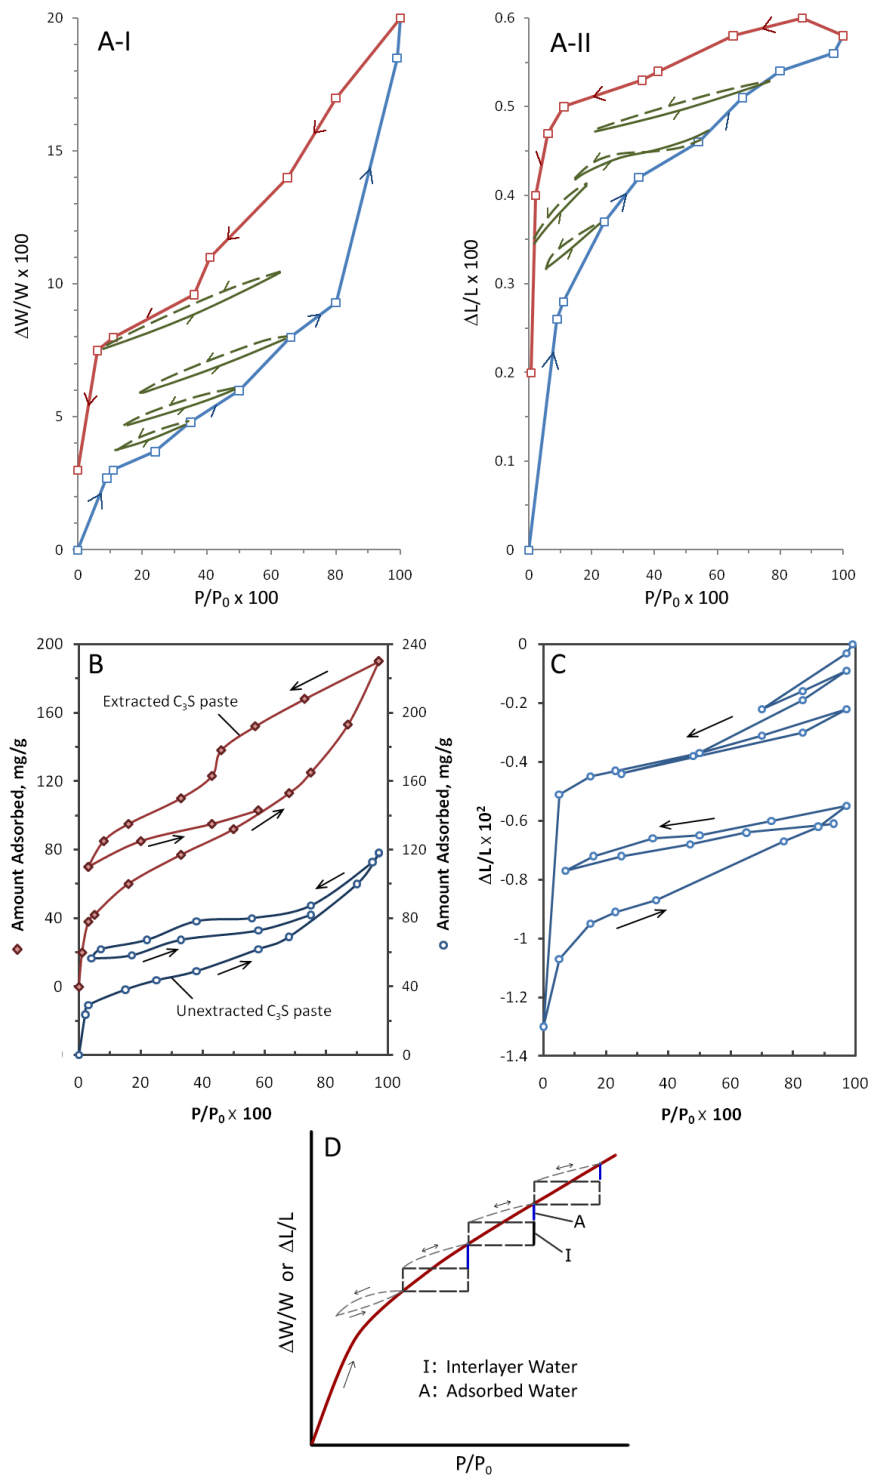 A-I
20
15
10
5
0
ΔW/W x 100
0 20 40 60 80 100
P/P₀ x 100
A-II
0.6
0.5
0.4
0.3
0.2
0.1
0
ΔL/L x 100
0 20 40 60 80 100
P/P₀ x 100
B
200
160
120
80
40
0
Amount Adsorbed, mg/g
240
200
160
120
80
40
0
Amount Adsorbed, mg/g
Extracted C₃S paste
Unextracted C₃S paste
0 20 40 60 80 100
P/P₀ x 100
C
0
-0.2
-0.4
-0.6
-0.8
-1
-1.2
-1.4
ΔL/L x 10²
0 20 40 60 80 100
P/P₀ x 100
D
ΔW/W or ΔL/L
A
I
I: Interlayer Water
A: Adsorbed Water
P/P₀